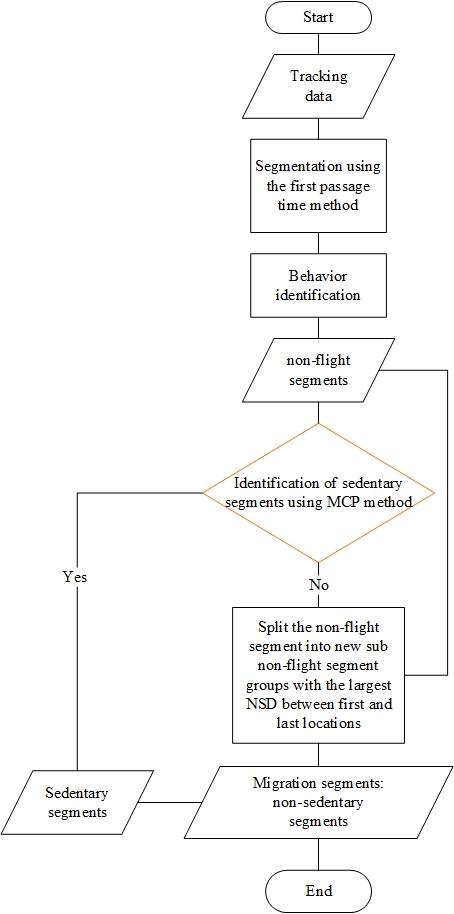 Start
Tracking
data
Segmentation using
the first passage
time method
Behavior
identification
non-flight
segments
Identification of sedentary
segments using MCP method
Yes
No
Split the non-flight
segment into new sub
non-flight segment
groups with the largest
NSD between first and
last locations
Sedentary
segments
Migration segments:
non-sedentary
segments
End